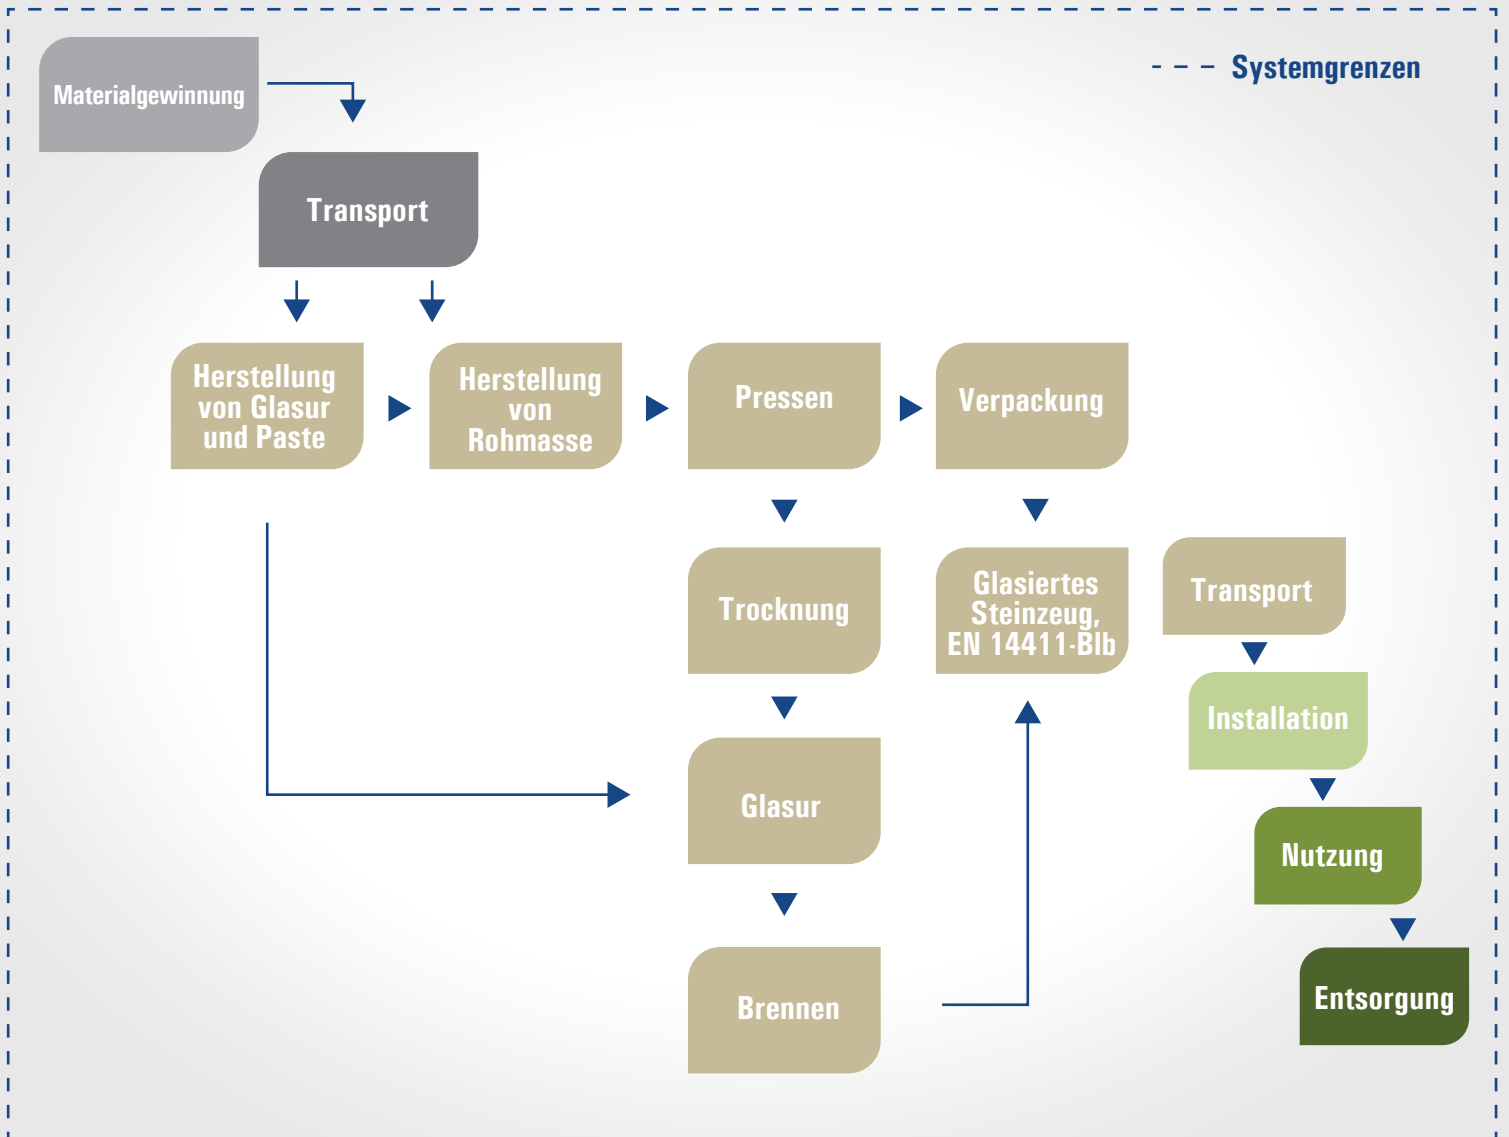 Systemgrenzen
Materialgewinnung
Transport
Herstellung
von Glasur
und Paste
Herstellung
von
Rohmasse
Pressen
Verpackung
Trocknung
Glasiertes
Steinzeug,
EN 14411-Blb
Transport
Installation
Glasur
Nutzung
Brennen
Entsorgung